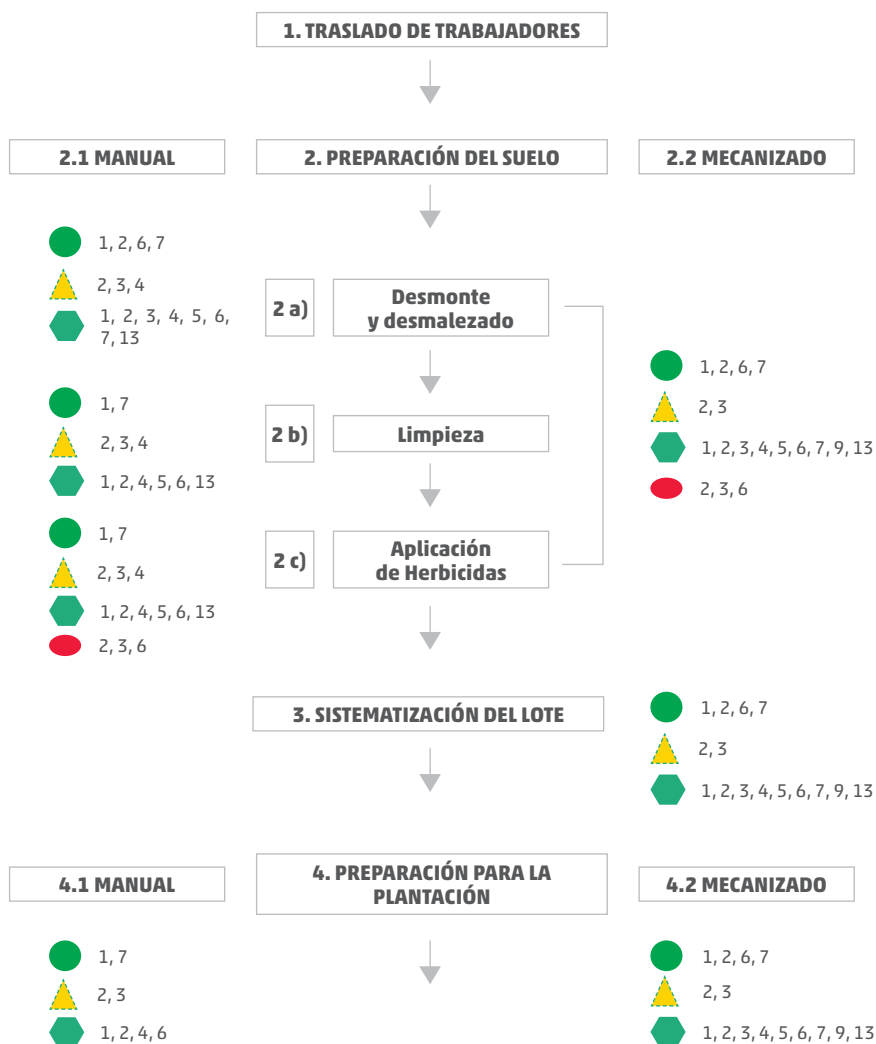 1. TRASLADO DE TRABAJADORES
2.1 MANUAL
2. PREPARACIÓN DEL SUELO
2.2 MECANIZADO
1, 2, 6, 7
2, 3, 4
1, 2, 3, 4, 5, 6,
7, 13
2 a)
Desmonte
y desmalezado
1, 7
2, 3, 4
1, 2, 4, 5, 6, 13
2 b)
Limpieza
1, 2, 6, 7
2, 3
1, 2, 3, 4, 5, 6, 7, 9, 13
2, 3, 6
1, 7
2, 3, 4
1, 2, 4, 5, 6, 13
2, 3, 6
2 c)
Aplicación
de Herbicidas
3. SISTEMATIZACIÓN DEL LOTE
1, 2, 6, 7
2, 3
1, 2, 3, 4, 5, 6, 7, 9, 13
4.1 MANUAL
4. PREPARACIÓN PARA LA
PLANTACIÓN
4.2 MECANIZADO
1, 7
2, 3
1, 2, 4, 6
1, 2, 6, 7
2, 3
1, 2, 3, 4, 5, 6, 7, 9, 13